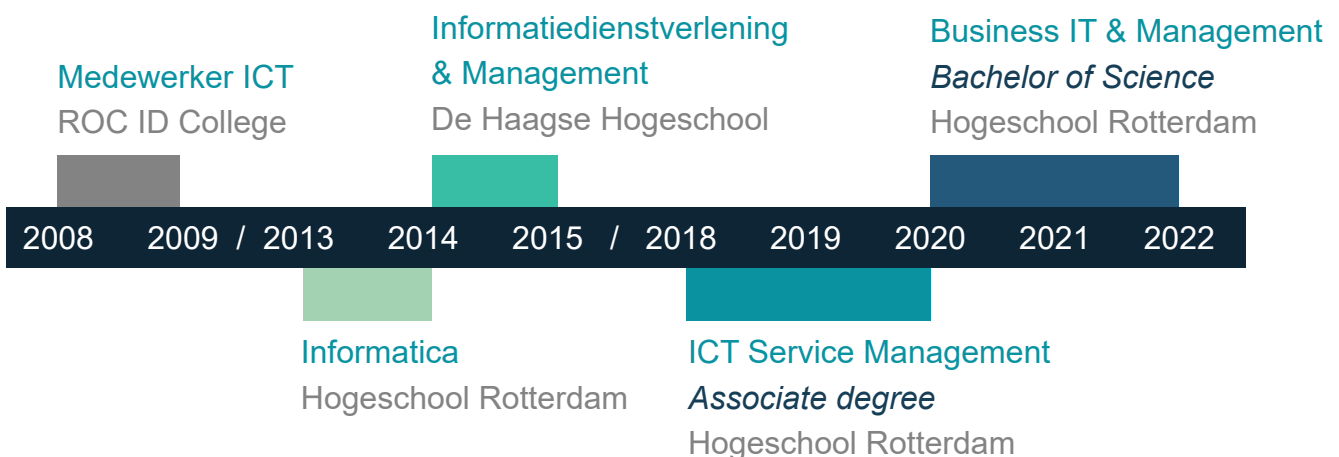 Medewerker ICT
ROC ID College
Informatiedienstverlening
& Management
De Haagse Hogeschool
Business IT & Management
Bachelor of Science
Hogeschool Rotterdam
2008 2009 / 2013 2014 2015 / 2018 2019 2020 2021 2022
Informatica
Hogeschool Rotterdam
ICT Service Management
Associate degree
Hogeschool Rotterdam